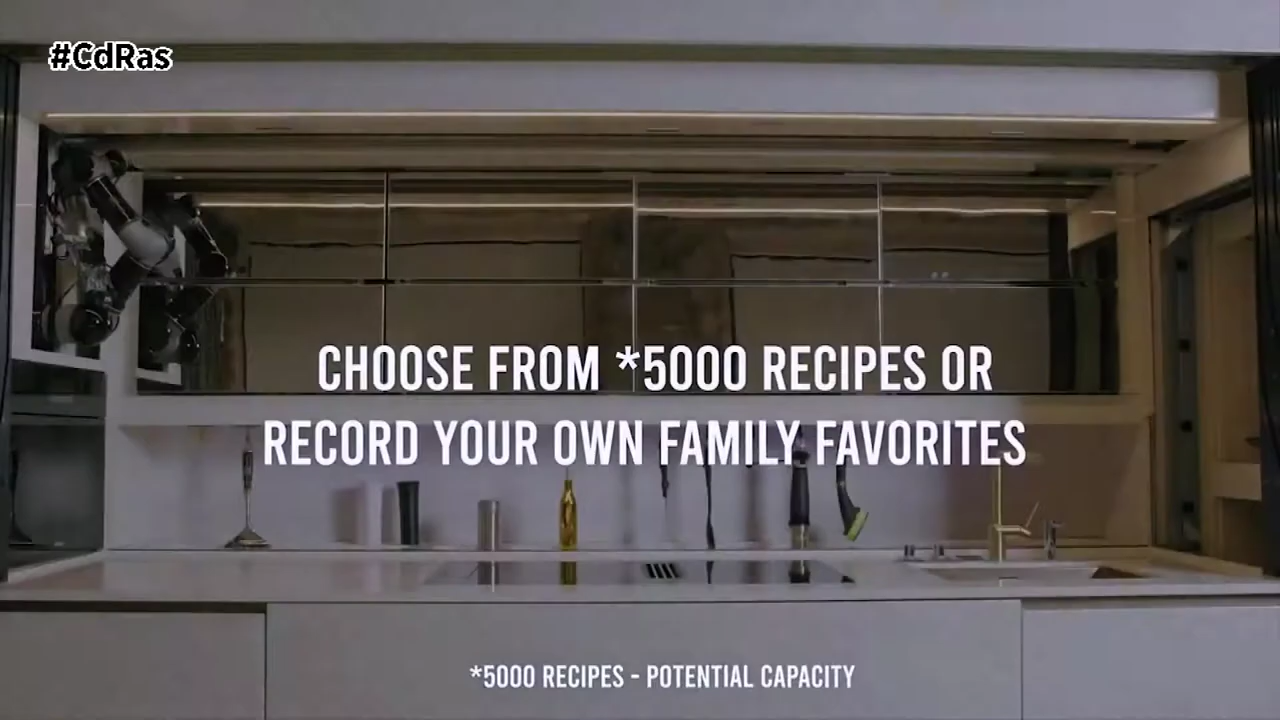 #CdRas
CHOOSE FROM *5000 RECIPES OR
RECORD YOUR OWN FAMILY FAVORITES
*5000 RECIPES - POTENTIAL CAPACITY